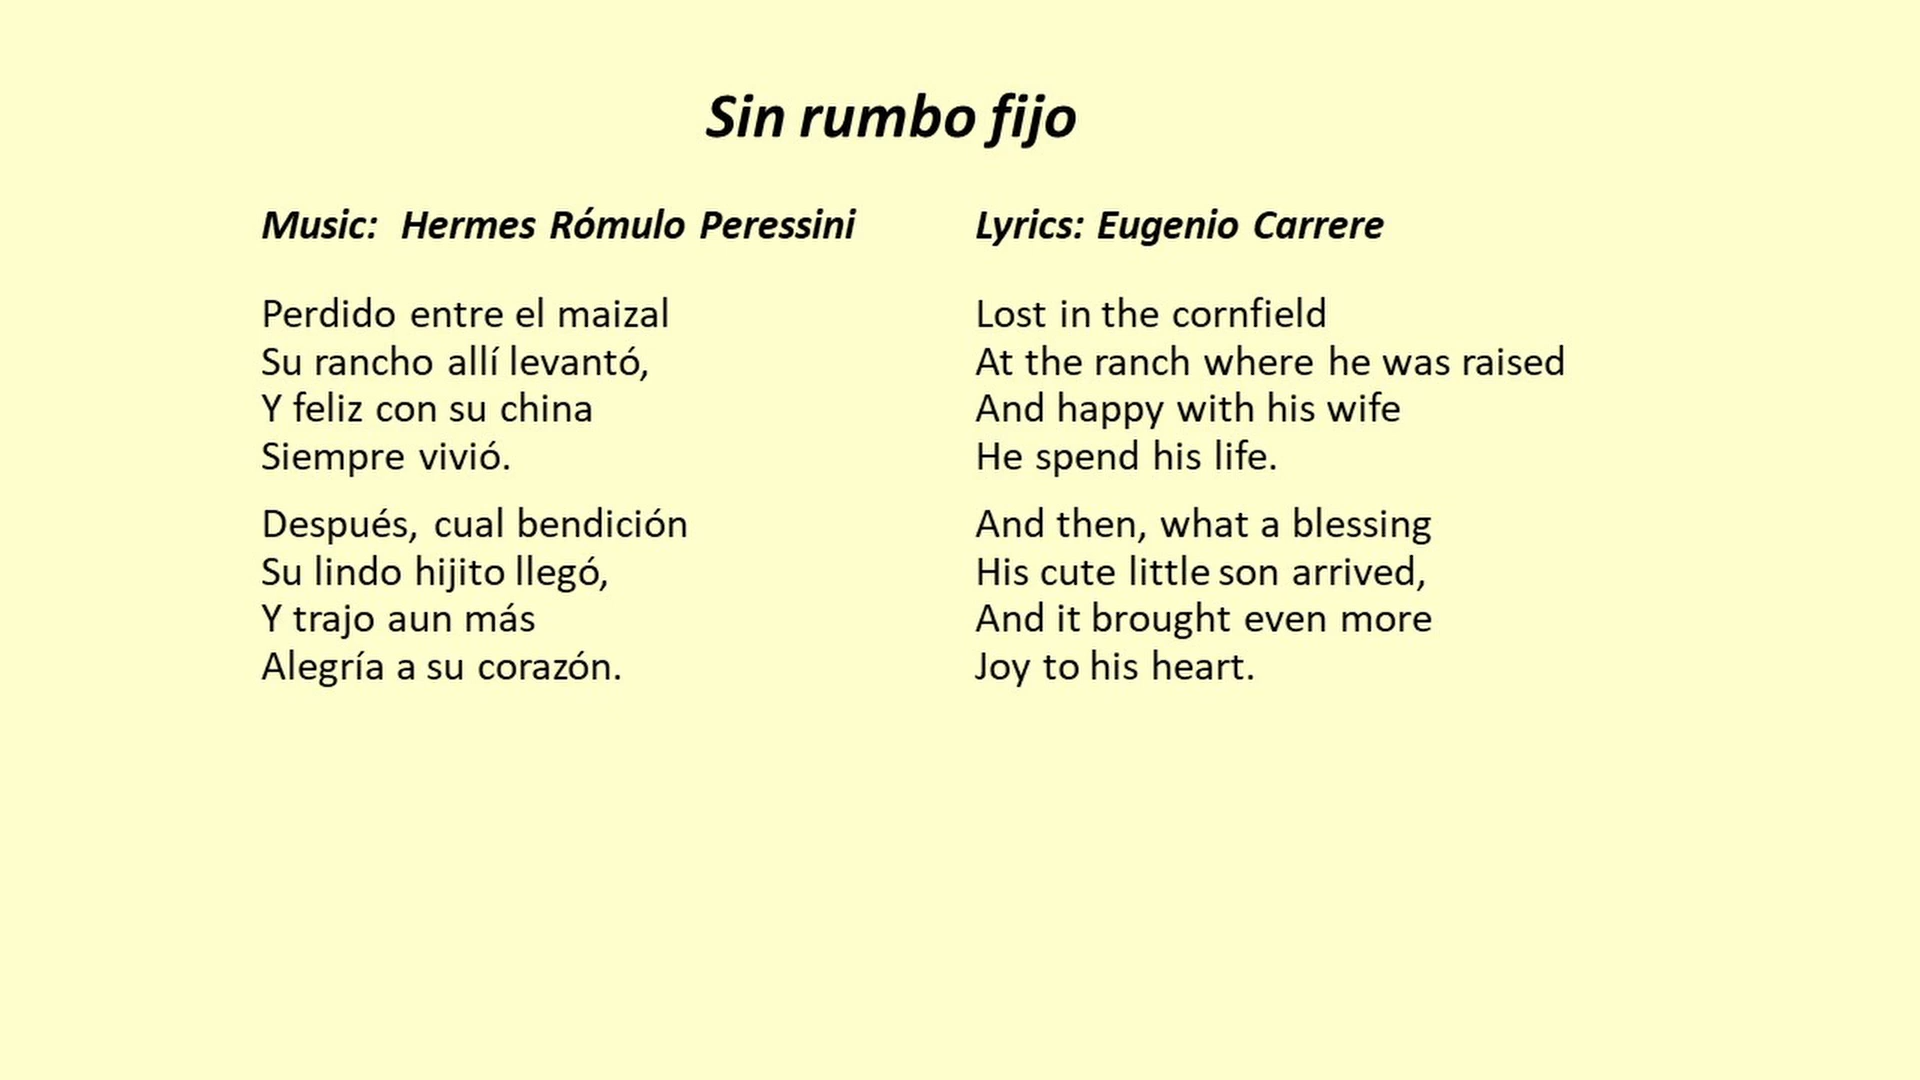 Sin rumbo fijo
Music: Hermes Rómulo Peressini
Lyrics: Eugenio Carrere
Perdido entre el maizal
Su rancho allí levantó,
Y feliz con su china
Siempre vivió.
Después, cual bendición
Su lindo hijito llegó,
Y trajo aun más
Alegría a su corazón.
Lost in the cornfield
At the ranch where he was raised
And happy with his wife
He spend his life.
And then, what a blessing
His cute little son arrived,
And it brought even more
Joy to his heart.